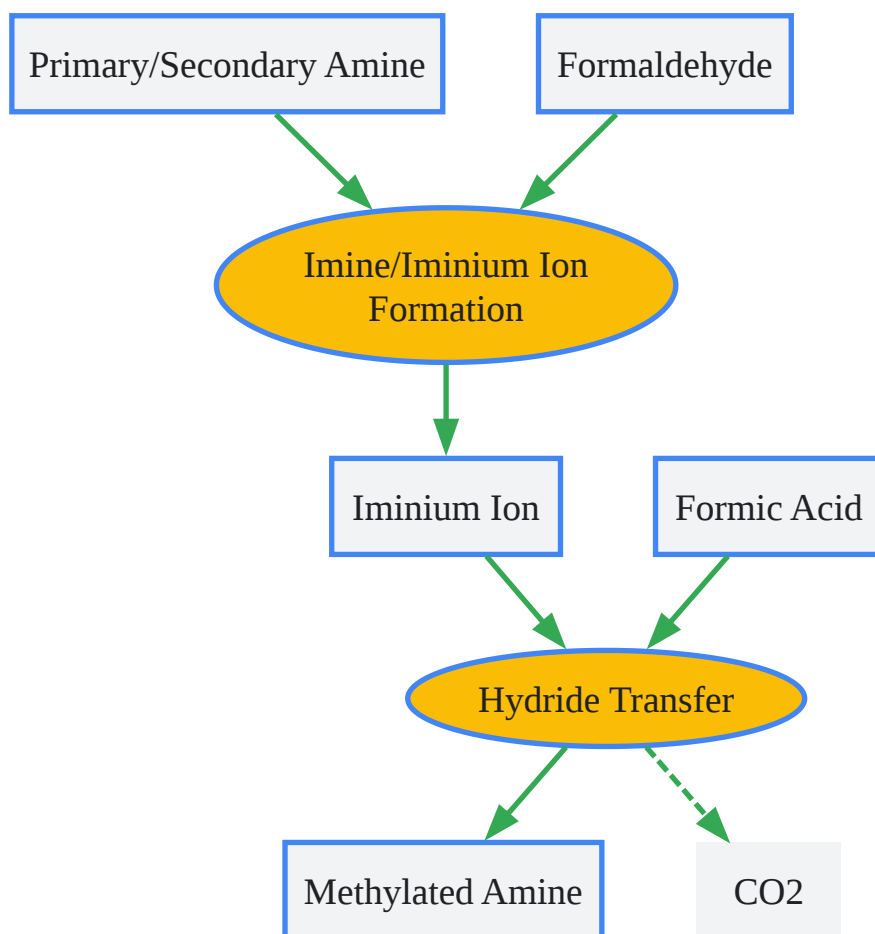 Primary/Secondary Amine
Formaldehyde
Imine/Iminium Ion
Formation
Iminium Ion
Formic Acid
Hydride Transfer
Methylated Amine
CO2